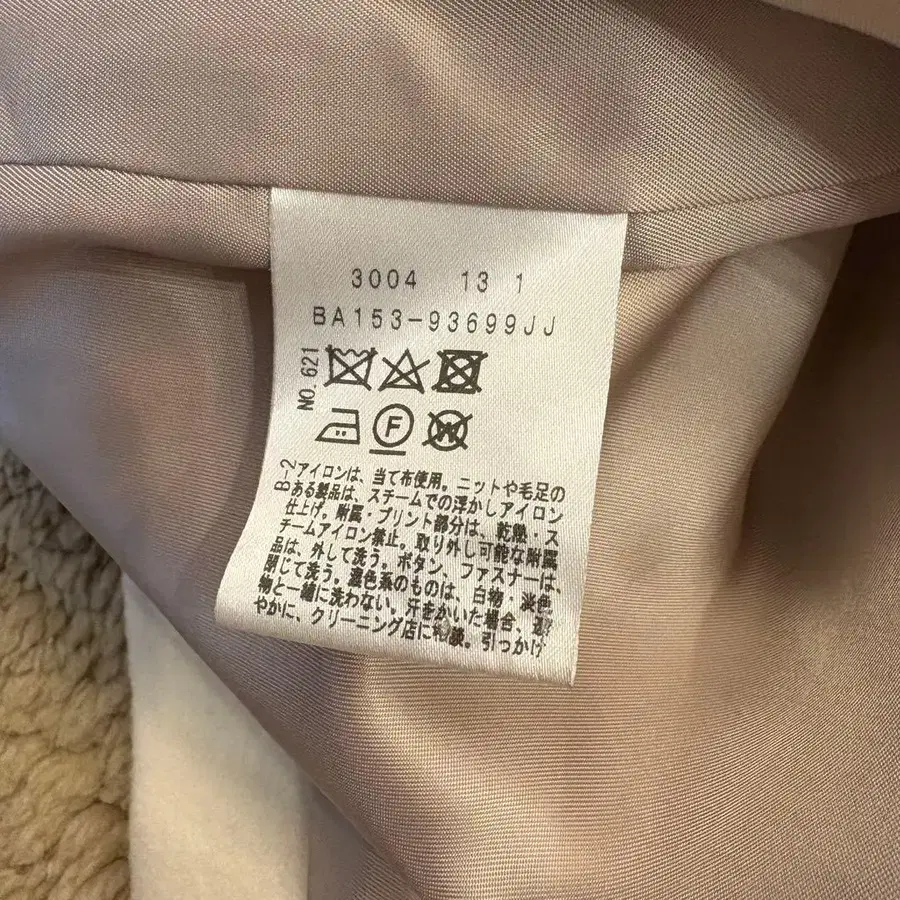 3004 13 1
BA153-93699JJ
NO.621
F
W
B-2
アイロンは、当て布使用。ニットや毛足の
ある製品は、スチームでの浮かしアイロン
仕上げ。附属・プリント部分は、乾熱・ス
チームアイロン禁止。取り外し可能な附属
品は、外して洗う。ボタン、ファスナーは、
閉じて洗う。濃色系のものは、白物・淡色
物と一緒に洗わない。汗をかいた場合、速
やかに、クリーニング店に相談。引っかけ